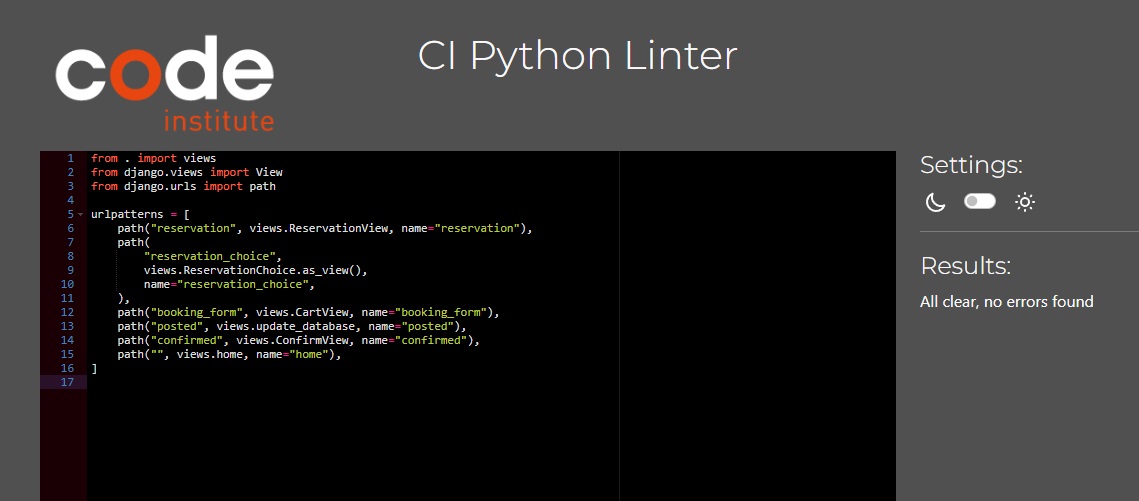 code
institute
CI Python Linter
1 from . import views
2 from django.views import View
3 from django.urls import path
4
5 urlpatterns = [
6     path("reservation", views.ReservationView, name="reservation"),
7     path(
8         "reservation_choice",
9         views.ReservationChoice.as_view(),
10         name="reservation_choice",
11     ),
12     path("booking_form", views.CartView, name="booking_form"),
13     path("posted", views.update_database, name="posted"),
14     path("confirmed", views.ConfirmView, name="confirmed"),
15     path("", views.home, name="home"),
16 ]
17
Settings:
Results:
All clear, no errors found